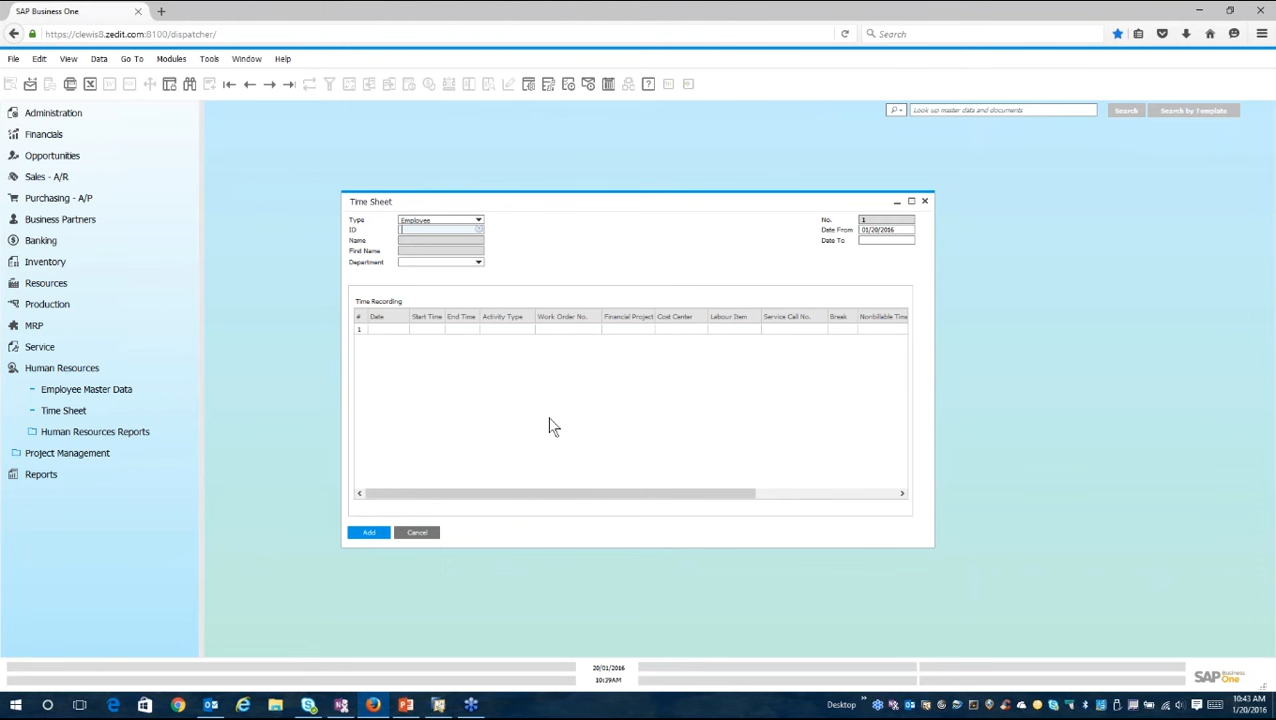 SAP Business One
https://clewis8.zedit.com:8100/dispatcher/
Search
File Edit View Data Go To Modules Tools Window Help
Look up master data and documents
Search
Search by Template
Administration
Financials
Opportunities
Sales - A/R
Purchasing - A/P
Business Partners
Banking
Inventory
Resources
Production
MRP
Service
Human Resources
Employee Master Data
Time Sheet
Human Resources Reports
Project Management
Reports
Time Sheet
Type Employee No. 1
ID Date From 01/20/2016
Name Date To
First Name
Department
Time Recording
# Date Start Time End Time Activity Type Work Order No. Financial Project Cost Center Labour Item Service Call No. Break Nonbillable Time
1
Add Cancel
20/01/2016
10:39AM
SAP Business One
Desktop
10:43 AM
1/20/2016